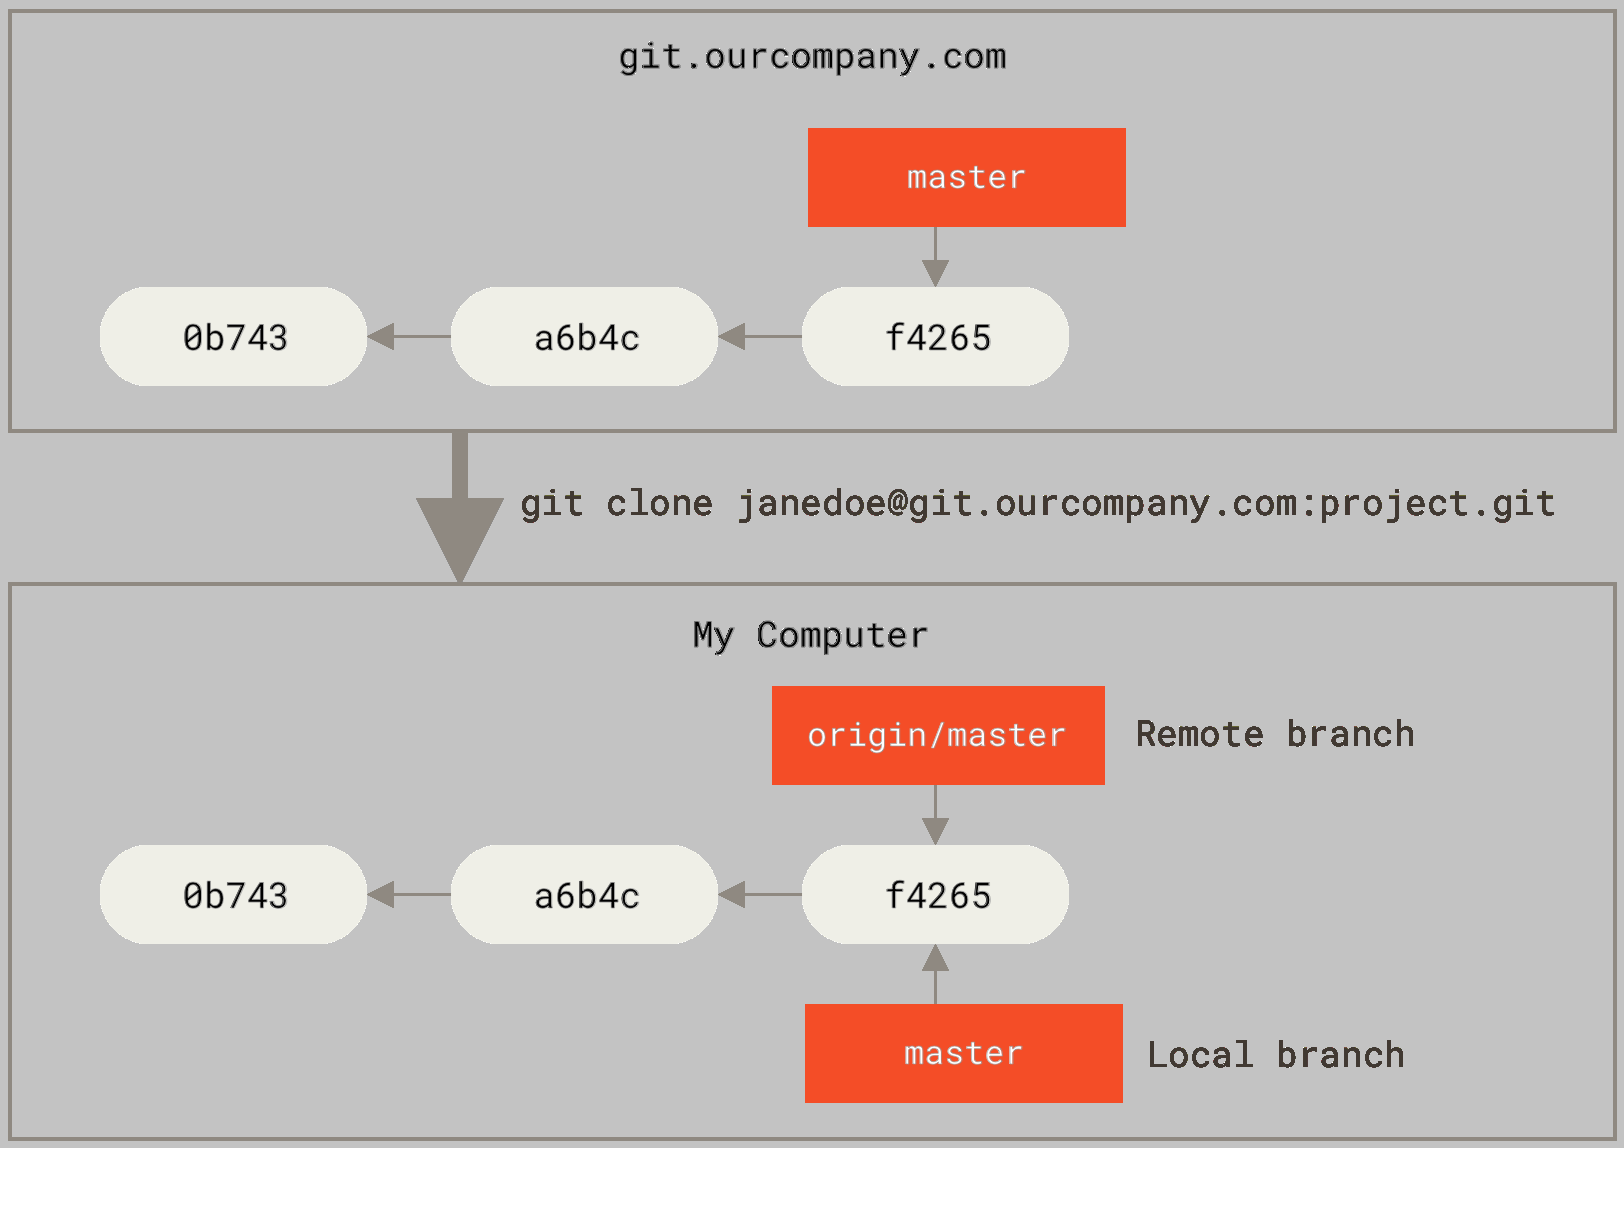 git.ourcompany.com
master
0b743
a6b4c
f4265
git clone janedoe@git.ourcompany.com:project.git
My Computer
origin/master
Remote branch
0b743
a6b4c
f4265
master
Local branch